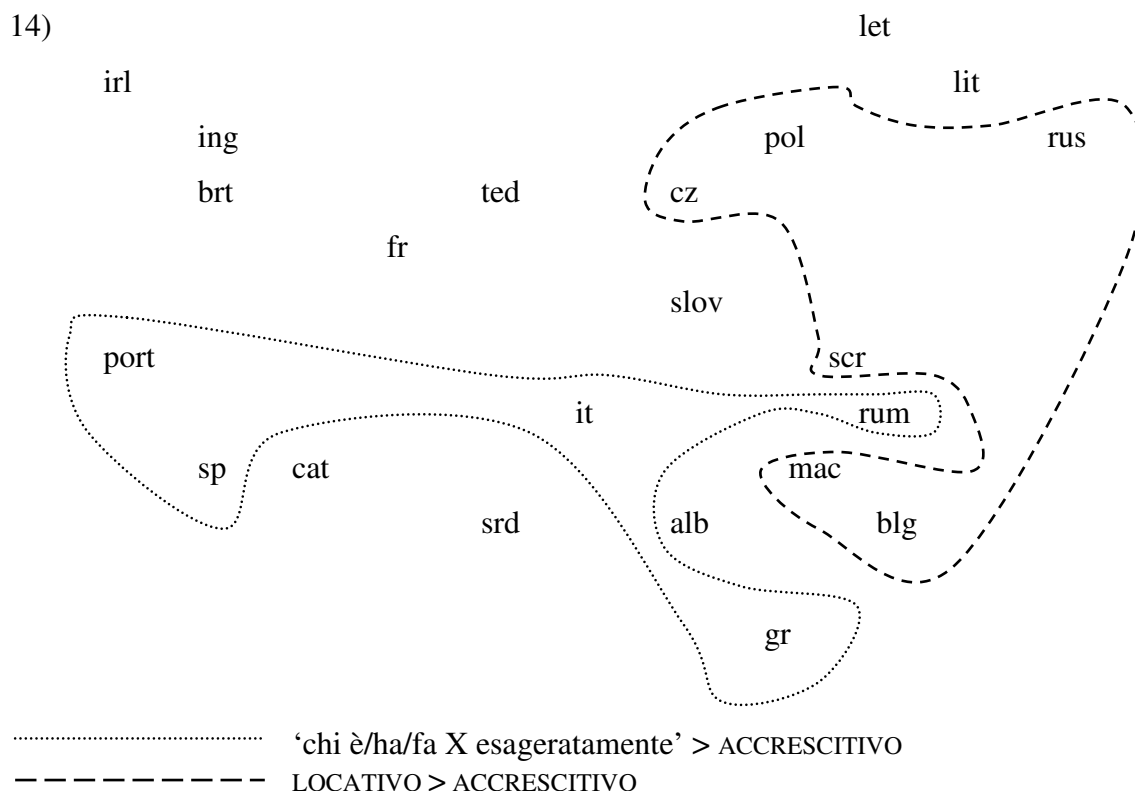 14) let
irl lit
ing pol rus
brt ted cz
fr
slov
port scr
it rum
sp cat mac
srd alb blg
gr
‘chi è/ha/fa X esageratamente’ > ACCRESCITIVO
LOCATIVO > ACCRESCITIVO